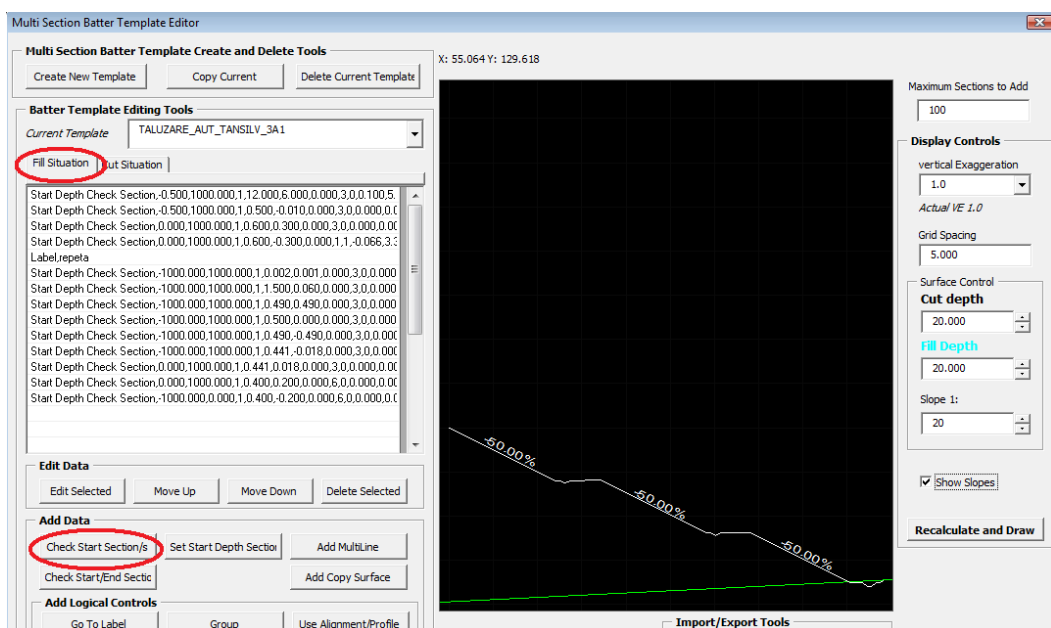 Multi Section Batter Template Editor
Multi Section Batter Template Create and Delete Tools
Create New Template
Copy Current
Delete Current Template
Batter Template Editing Tools
Current Template
TALUZARE_AUT_TANSILV_3A1
Fill Situation
Cut Situation
Start Depth Check Section,-0.500,1000.000,1,12.000,6.000,0.000,3,0,0.100,5.
Start Depth Check Section,-0.500,1000.000,1,0.500,-0.010,0.000,3,0,0.000,0.0
Start Depth Check Section,0.000,1000.000,1,0.600,0.300,0.000,3,0,0.000,0.00
Start Depth Check Section,0.000,1000.000,1,0.600,-0.300,0.000,1,1,-0.066,3.3
Label,repeta
Start Depth Check Section,-1000.000,1000.000,1,0.002,0.001,0.000,3,0,0.000
Start Depth Check Section,-1000.000,1000.000,1,1.500,0.060,0.000,3,0,0.000
Start Depth Check Section,-1000.000,1000.000,1,0.490,0.490,0.000,3,0,0.000
Start Depth Check Section,-1000.000,1000.000,1,0.500,0.000,0.000,3,0,0.000
Start Depth Check Section,-1000.000,1000.000,1,0.490,-0.490,0.000,3,0,0.000
Start Depth Check Section,-1000.000,1000.000,1,0.441,-0.018,0.000,3,0,0.000
Start Depth Check Section,0.000,1000.000,1,0.441,0.018,0.000,3,0,0.000,0.00
Start Depth Check Section,0.000,1000.000,1,0.400,0.200,0.000,6,0,0.000,0.00
Start Depth Check Section,-1000.000,0.000,1,0.400,-0.200,0.000,6,0,0.000,0.0
Edit Data
Edit Selected
Move Up
Move Down
Delete Selected
Add Data
Check Start Section/s
Set Start Depth Section
Add MultiLine
Check Start/End Sectic
Add Copy Surface
Add Logical Controls
Go To Label
Group
Use Alignment/Profile
X: 55.064 Y: 129.618
-50.00%
-50.00%
-50.00%
Import/Export Tools
Maximum Sections to Add
100
Display Controls
vertical Exaggeration
1.0
Actual VE 1.0
Grid Spacing
5.000
Surface Control
Cut depth
20.000
Fill Depth
20.000
Slope 1:
20
Show Slopes
Recalculate and Draw